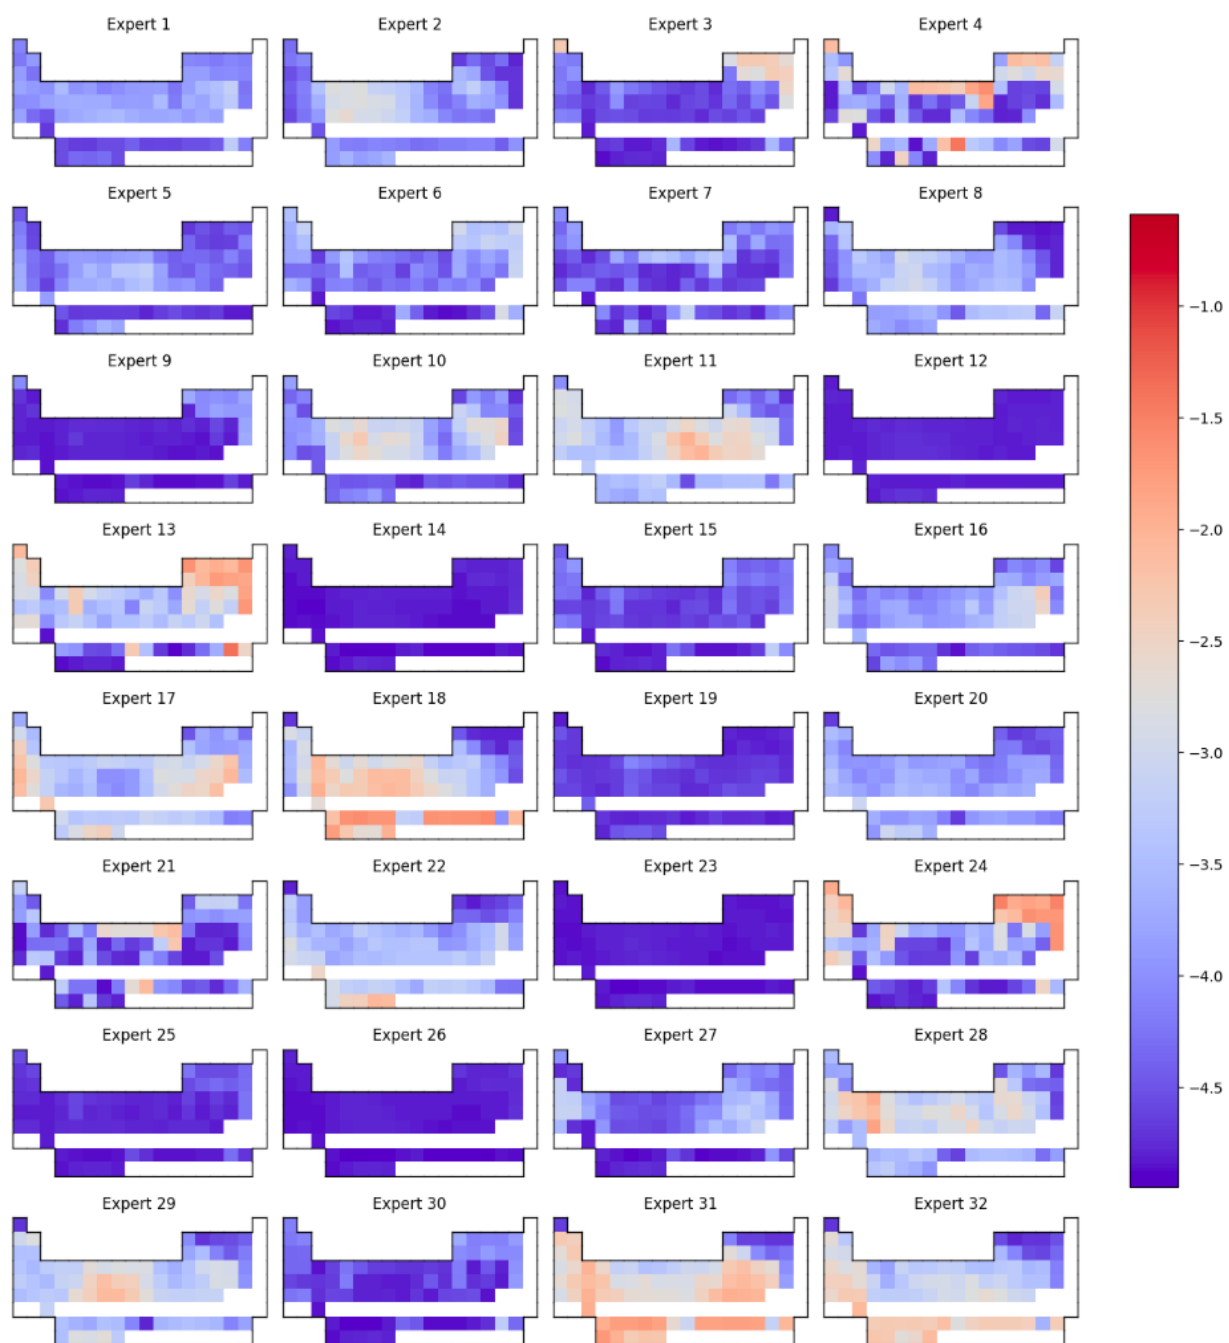 Expert 1 Expert 2 Expert 3 Expert 4
Expert 5 Expert 6 Expert 7 Expert 8
Expert 9 Expert 10 Expert 11 Expert 12
Expert 13 Expert 14 Expert 15 Expert 16
Expert 17 Expert 18 Expert 19 Expert 20
Expert 21 Expert 22 Expert 23 Expert 24
Expert 25 Expert 26 Expert 27 Expert 28
Expert 29 Expert 30 Expert 31 Expert 32
−1.0
−1.5
−2.0
−2.5
−3.0
−3.5
−4.0
−4.5